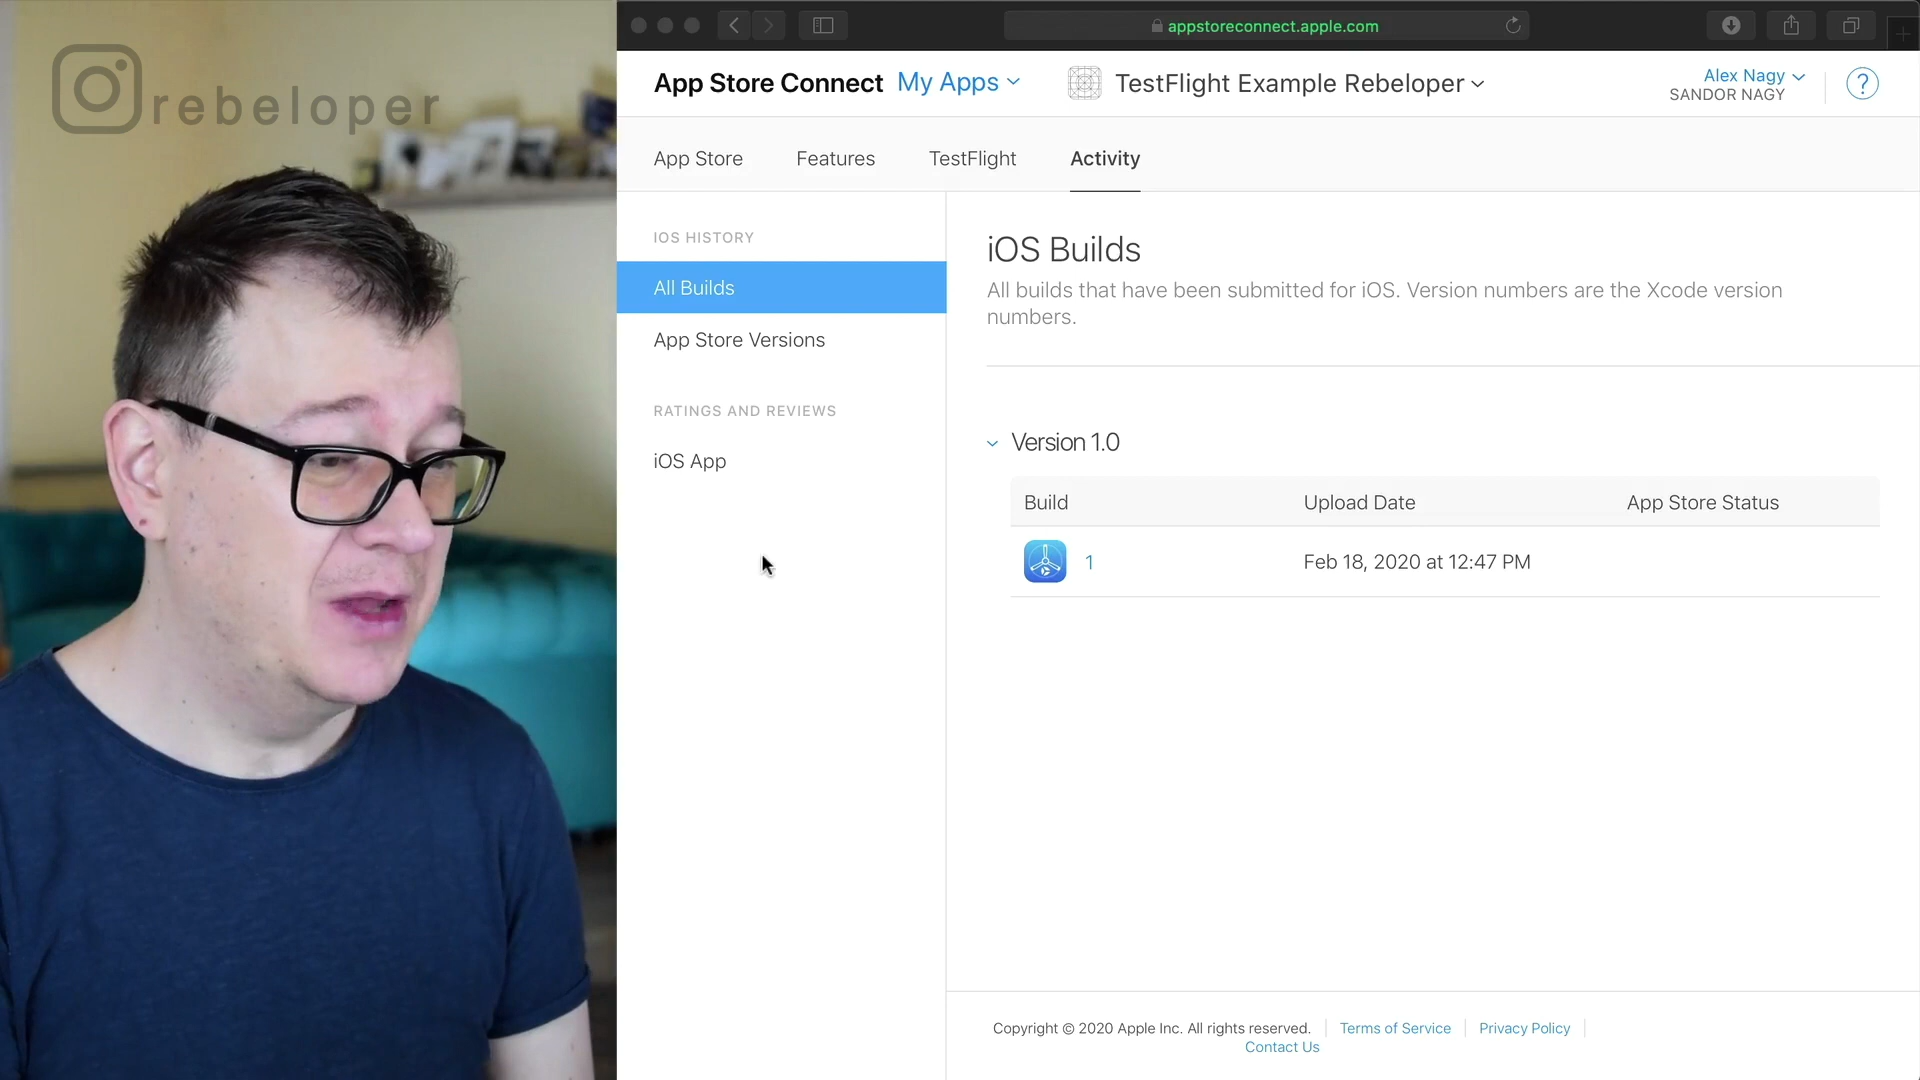 rebeloper
appstoreconnect.apple.com
App Store Connect My Apps TestFlight Example Rebeloper
Alex Nagy
SANDOR NAGY
?
App Store Features TestFlight Activity
IOS HISTORY
All Builds
App Store Versions
RATINGS AND REVIEWS
iOS App
iOS Builds
All builds that have been submitted for iOS. Version numbers are the Xcode version
numbers.
Version 1.0
Build Upload Date App Store Status
1 Feb 18, 2020 at 12:47 PM
Copyright © 2020 Apple Inc. All rights reserved. Terms of Service Privacy Policy
Contact Us